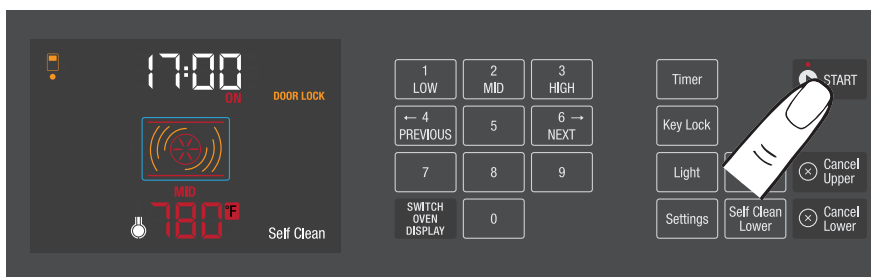 17:00
ON
DOOR LOCK
MID
780°F
Self Clean
1
LOW
2
MID
3
HIGH
← 4
PREVIOUS
5
6 →
NEXT
7
8
9
SWITCH
OVEN
DISPLAY
0
Timer
Key Lock
Light
Settings
Self Clean
Lower
START
Cancel
Upper
Cancel
Lower